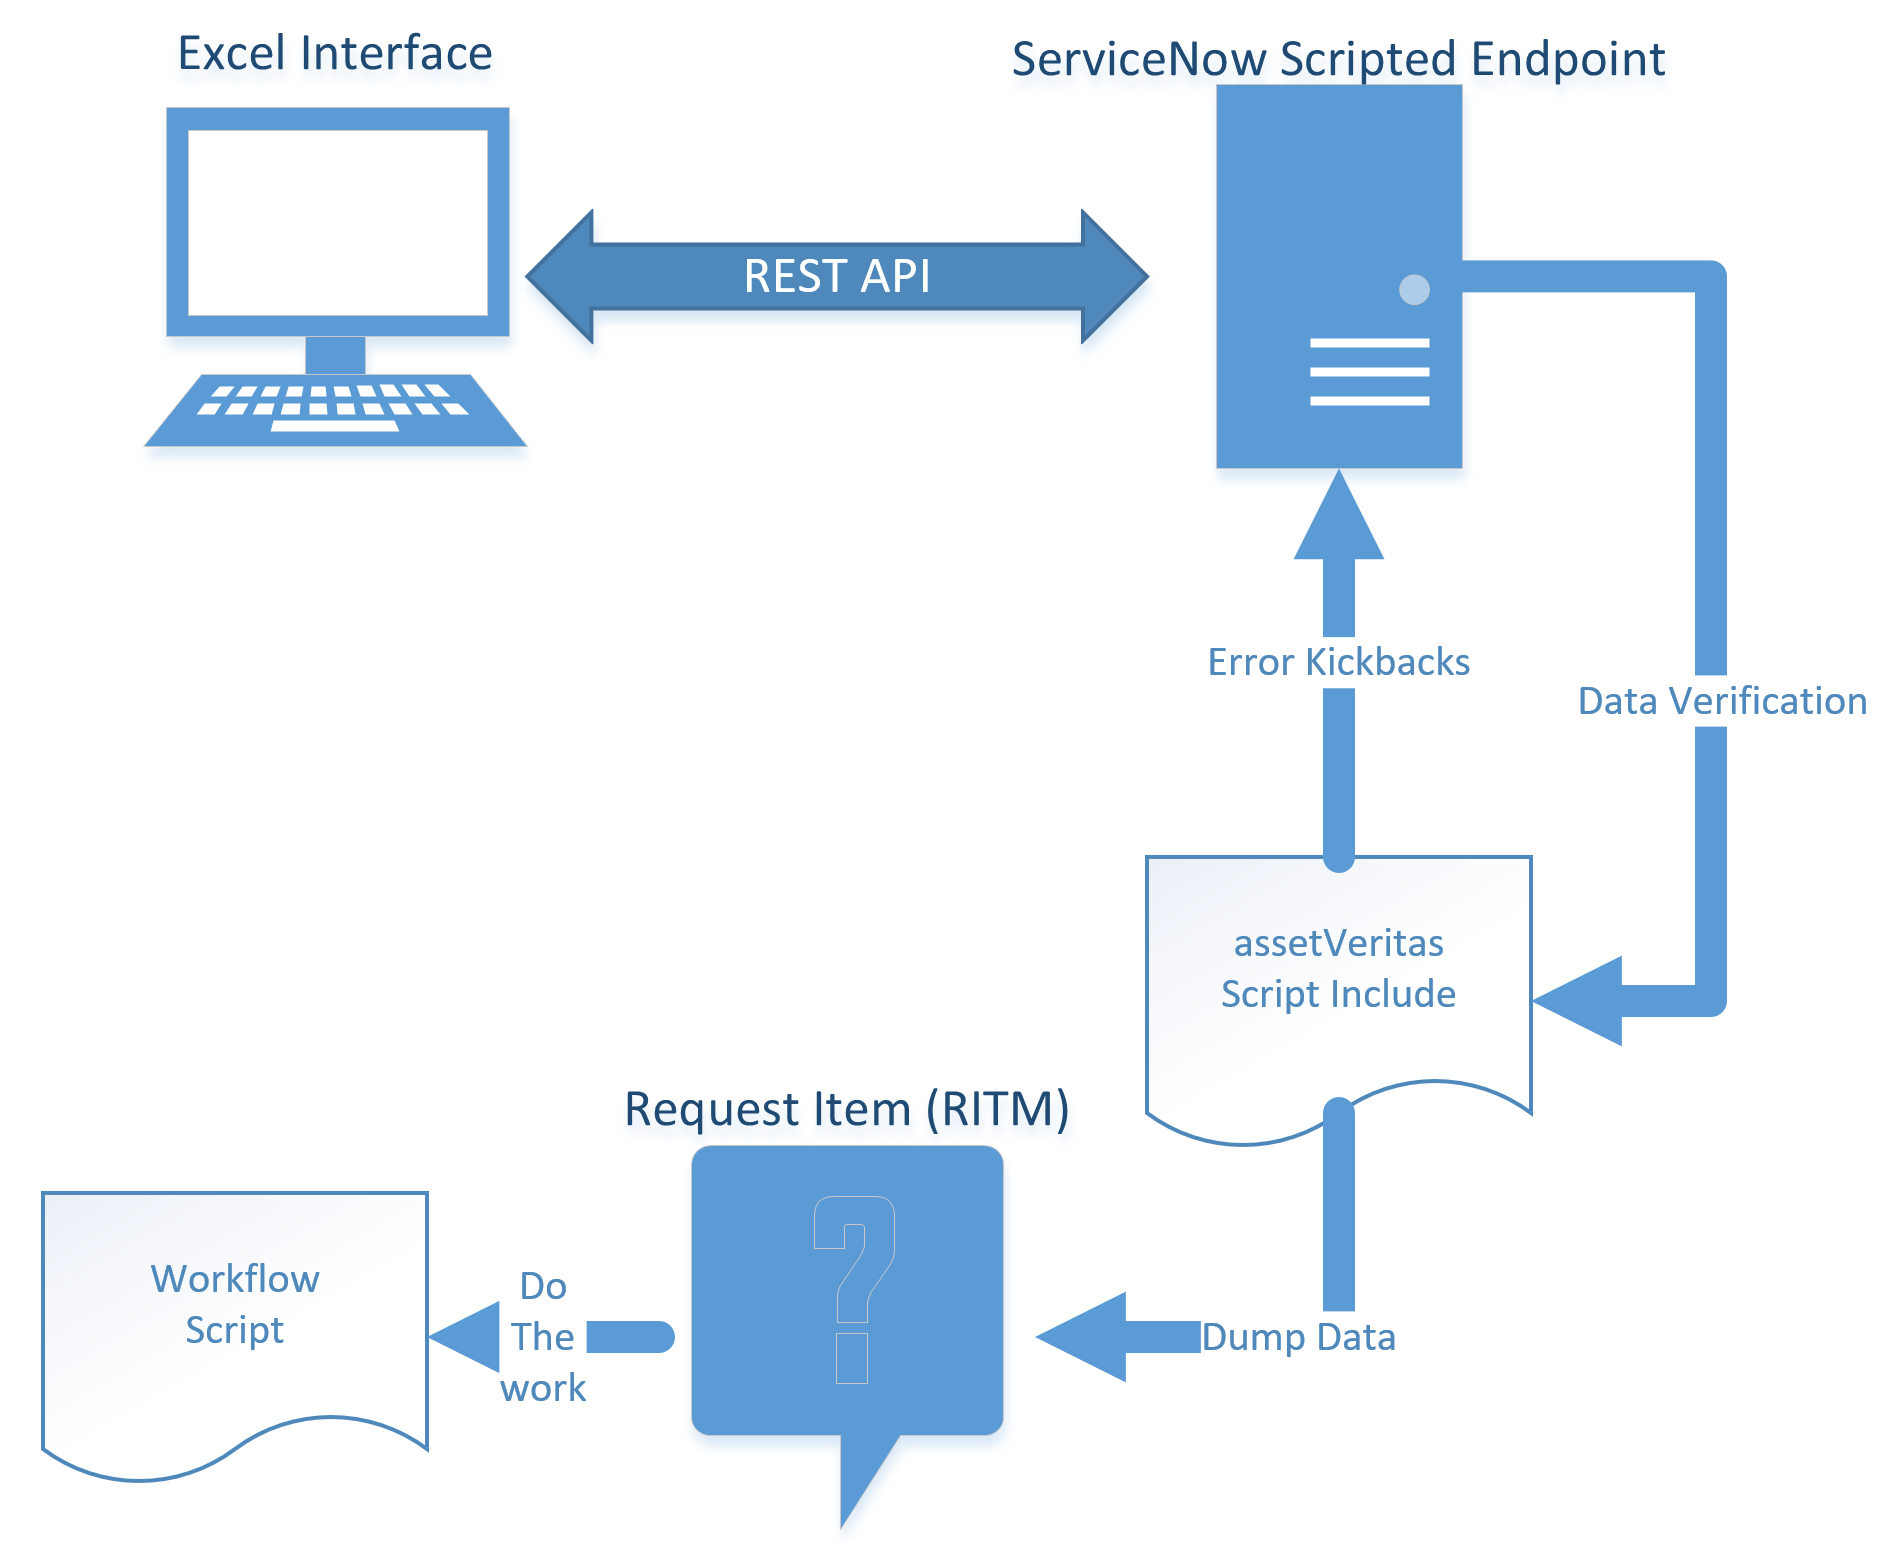 Excel Interface
ServiceNow Scripted Endpoint
REST API
Error Kickbacks
Data Verification
assetVeritas
Script Include
Request Item (RITM)
Workflow
Script
Do
The
work
Dump Data
?